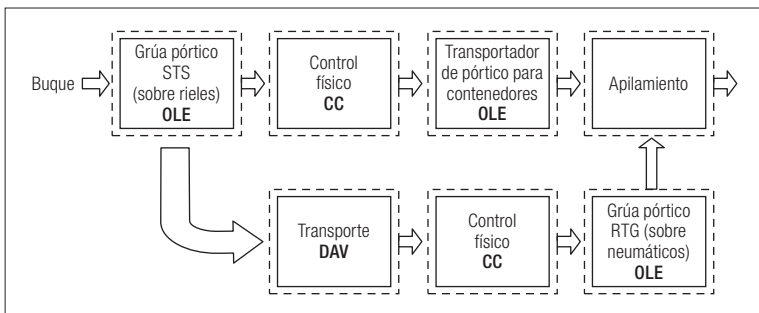 Buque
Grúa pórtico
STS
(sobre rieles)
OLE
Control
físico
CC
Transportador
de pórtico para
contenedores
OLE
Apilamiento
Transporte
DAV
Control
físico
CC
Grúa pórtico
RTG (sobre
neumáticos)
OLE